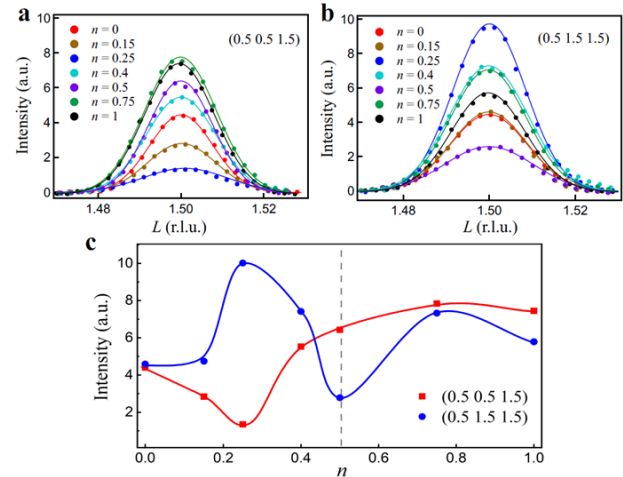 a
(0.5 0.5 1.5)
n = 0
n = 0.15
n = 0.25
n = 0.4
n = 0.5
n = 0.75
n = 1
Intensity (a.u.)
8
6
4
2
0
1.48 1.50 1.52
L (r.l.u.)
b
(0.5 1.5 1.5)
n = 0
n = 0.15
n = 0.25
n = 0.4
n = 0.5
n = 0.75
n = 1
Intensity (a.u.)
10
8
6
4
2
0
1.48 1.50 1.52
L (r.l.u.)
c
Intensity (a.u.)
10
8
6
4
2
(0.5 0.5 1.5)
(0.5 1.5 1.5)
0.0 0.2 0.4 0.6 0.8 1.0
n